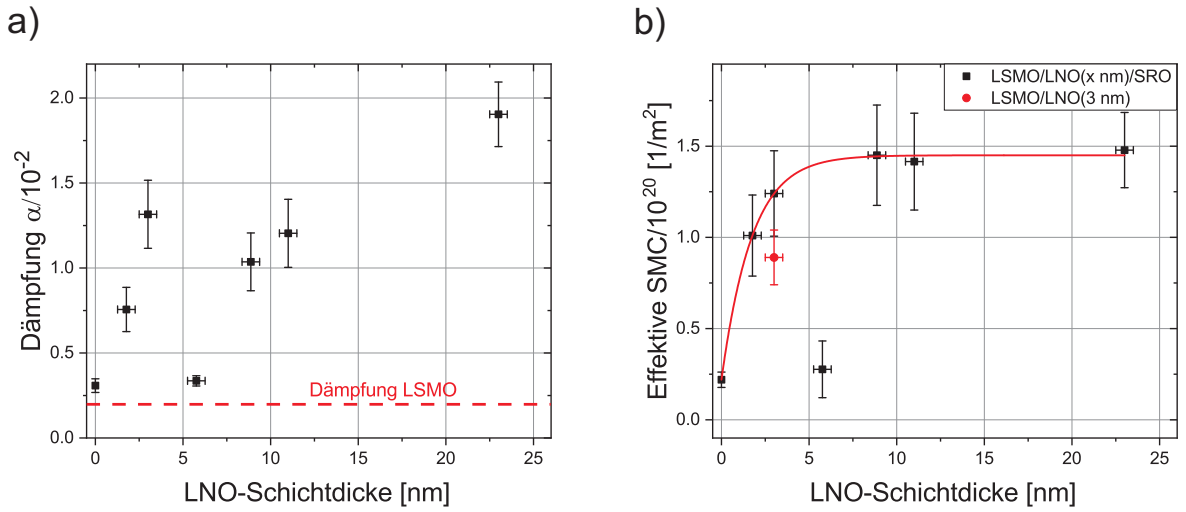 a)
Dämpfung α/10⁻²
2.0
1.5
1.0
0.5
0.0
Dämpfung LSMO
0 5 10 15 20 25
LNO-Schichtdicke [nm]
b)
Effektive SMC/10²⁰ [1/m²]
LSMO/LNO(x nm)/SRO
LSMO/LNO(3 nm)
1.5
1.0
0.5
0.0
0 5 10 15 20 25
LNO-Schichtdicke [nm]